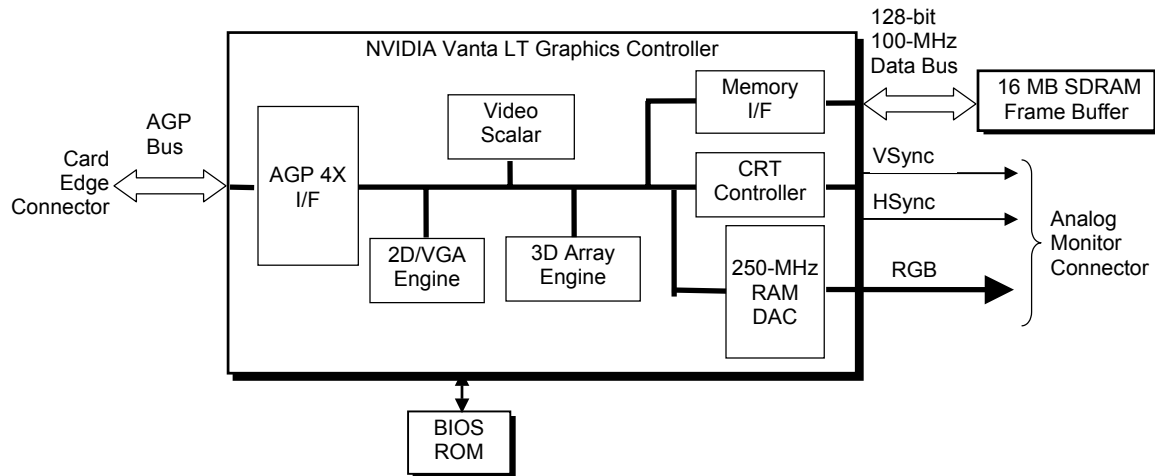 128-bit
100-MHz
Data Bus
NVIDIA Vanta LT Graphics Controller
Memory
I/F
16 MB SDRAM
Frame Buffer
Video
Scalar
AGP
Bus
Card
Edge
Connector
AGP 4X
I/F
VSync
CRT
Controller
HSync
2D/VGA
Engine
3D Array
Engine
250-MHz
RAM
DAC
RGB
Analog
Monitor
Connector
BIOS
ROM